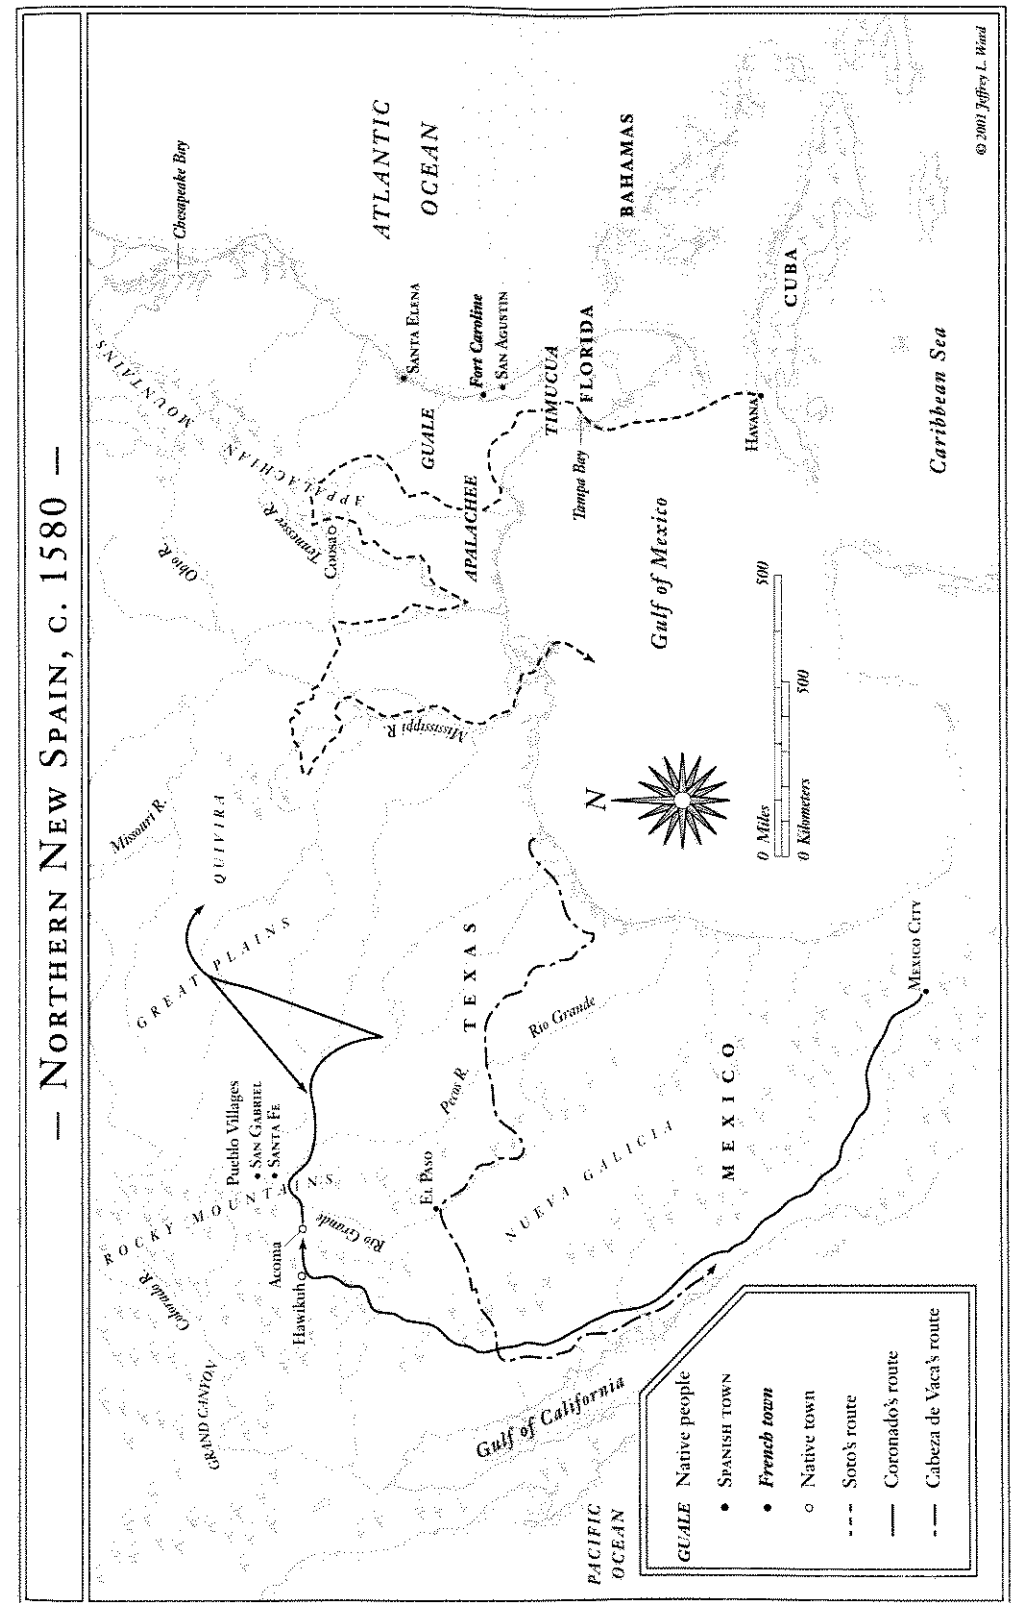 — NORTHERN NEW SPAIN, C. 1580 —
Chesapeake Bay
ATLANTIC
OCEAN
MOUNTAINS
APPALACHIAN
Ohio R.
Tennessee R.
Coosa
SANTA ELENA
Fort Caroline
SAN AGUSTIN
GUALE
APALACHEE
TIMUCUA
FLORIDA
Tampa Bay
BAHAMAS
HAVANA
CUBA
Caribbean Sea
Gulf of Mexico
Mississippi R.
Missouri R.
QUIVIRA
GREAT PLAINS
TEXAS
Rio Grande
Pecos R.
Pueblo Villages
SAN GABRIEL
SANTA FE
ROCKY MOUNTAINS
Colorado R.
Acoma
Hawikuh
Rio Grande
EL PASO
NUEVA GALICIA
MEXICO
MEXICO CITY
GRAND CANYON
Gulf of California
PACIFIC
OCEAN
N
0 Miles 500
0 Kilometers 500
GUALE Native people
SPANISH TOWN
French town
Native town
Soto's route
Coronado's route
Cabeza de Vaca's route
© 2001 Jeffrey L. Ward